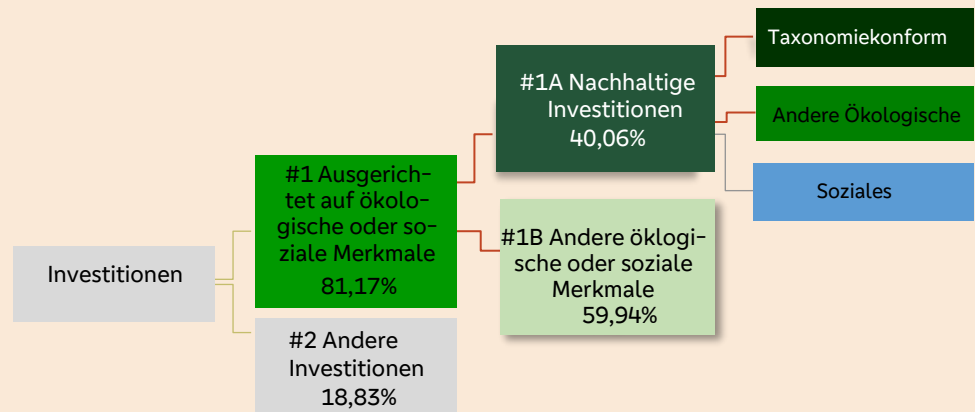 Investitionen
#1 Ausgerich-
tet auf ökolo-
gische oder so-
ziale Merkmale
81,17%
#2 Andere
Investitionen
18,83%
#1A Nachhaltige
Investitionen
40,06%
#1B Andere öklogi-
sche oder soziale
Merkmale
59,94%
Taxonomiekonform
Andere Ökologische
Soziales